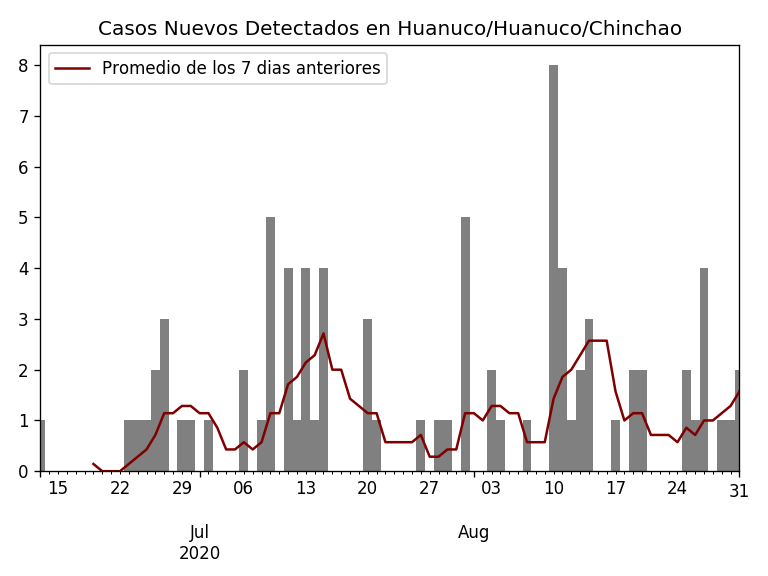 Casos Nuevos Detectados en Huanuco/Huanuco/Chinchao
Promedio de los 7 dias anteriores
8
7
6
5
4
3
2
1
0
15 22 29 06 13 20 27 03 10 17 24 31
Jul Aug
2020